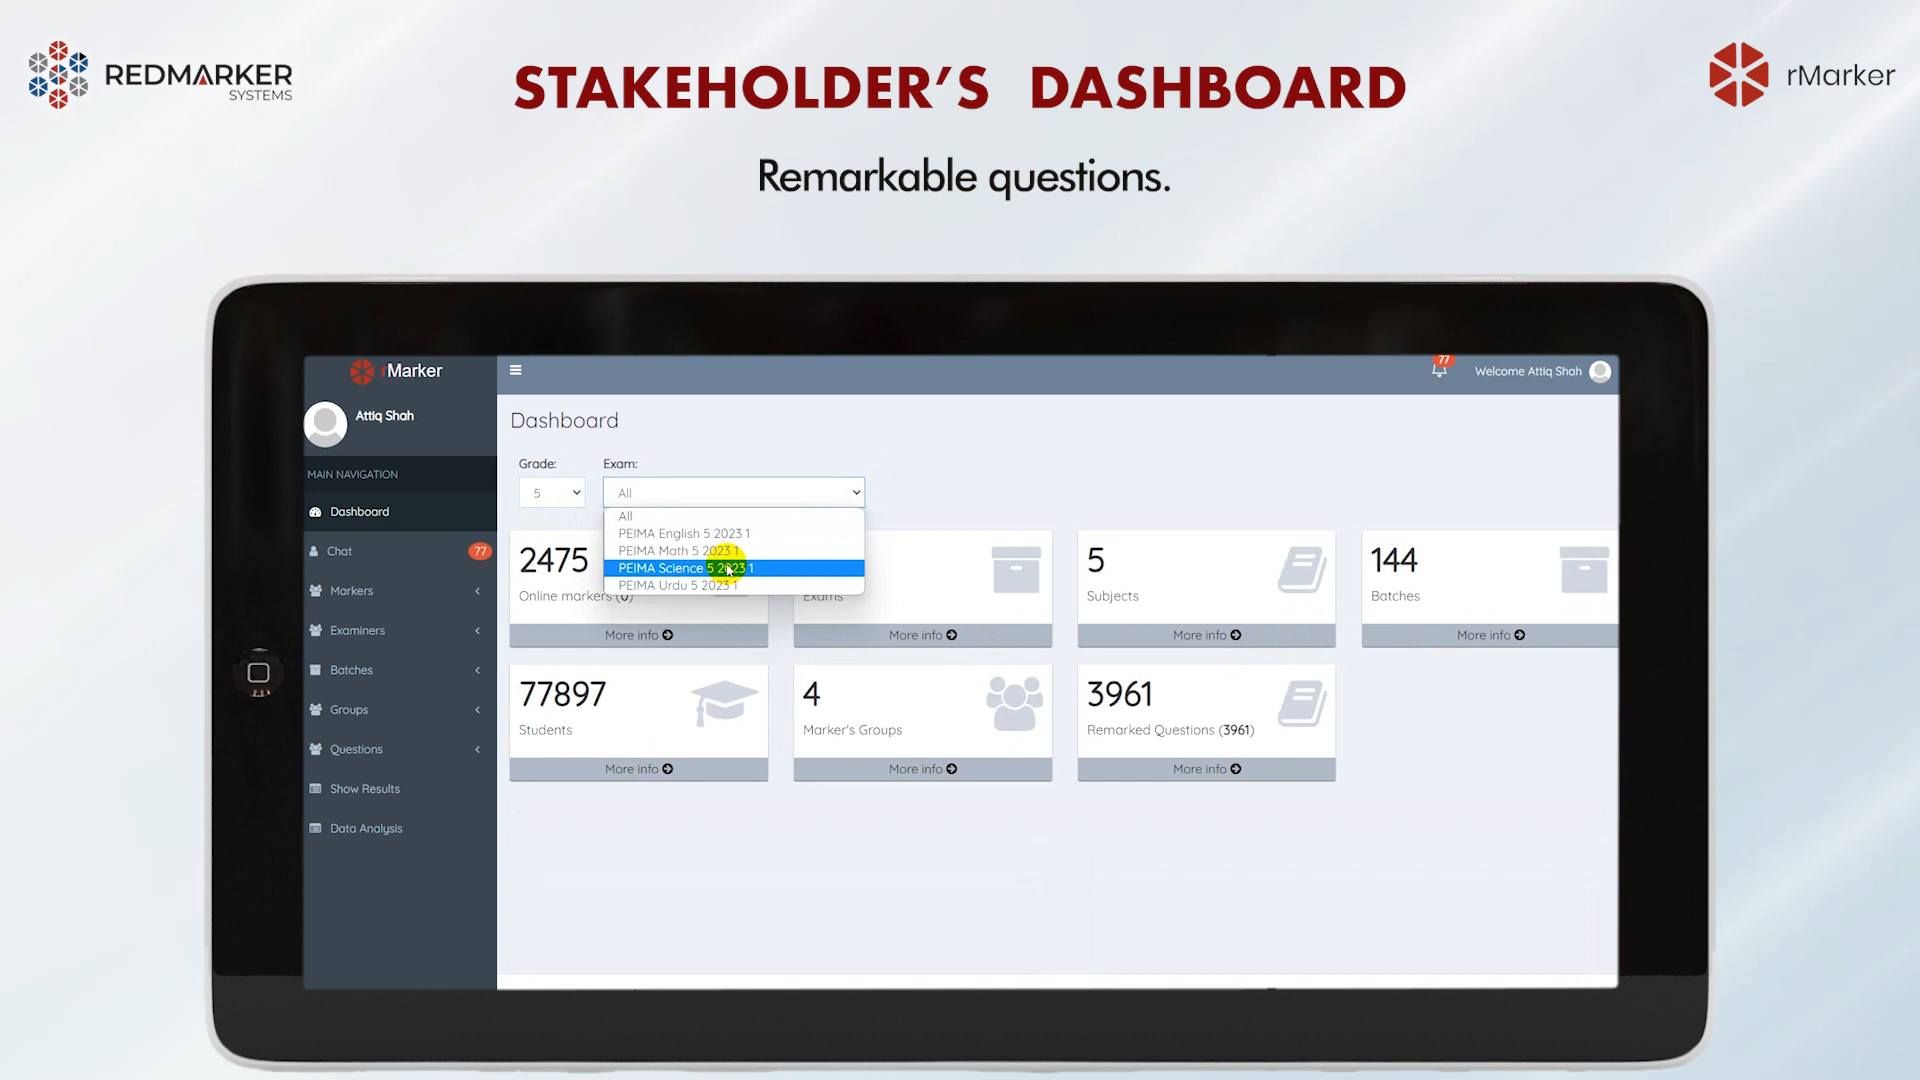 REDMARKER
SYSTEMS
STAKEHOLDER'S DASHBOARD
rMarker
Remarkable questions.
rMarker
77
Welcome Attiq Shah
Attiq Shah
Dashboard
MAIN NAVIGATION
Dashboard
Chat
77
Markers
Examiners
Batches
Groups
Questions
Show Results
Data Analysis
Grade:
Exam:
5
All
All
PEIMA English 5 2023 1
PEIMA Math 5 2023 1
PEIMA Science 5 2023 1
PEIMA Urdu 5 2023 1
2475
Online markers (0)
More info
Exams
More info
5
Subjects
More info
144
Batches
More info
77897
Students
More info
4
Marker's Groups
More info
3961
Remarked Questions (3961)
More info